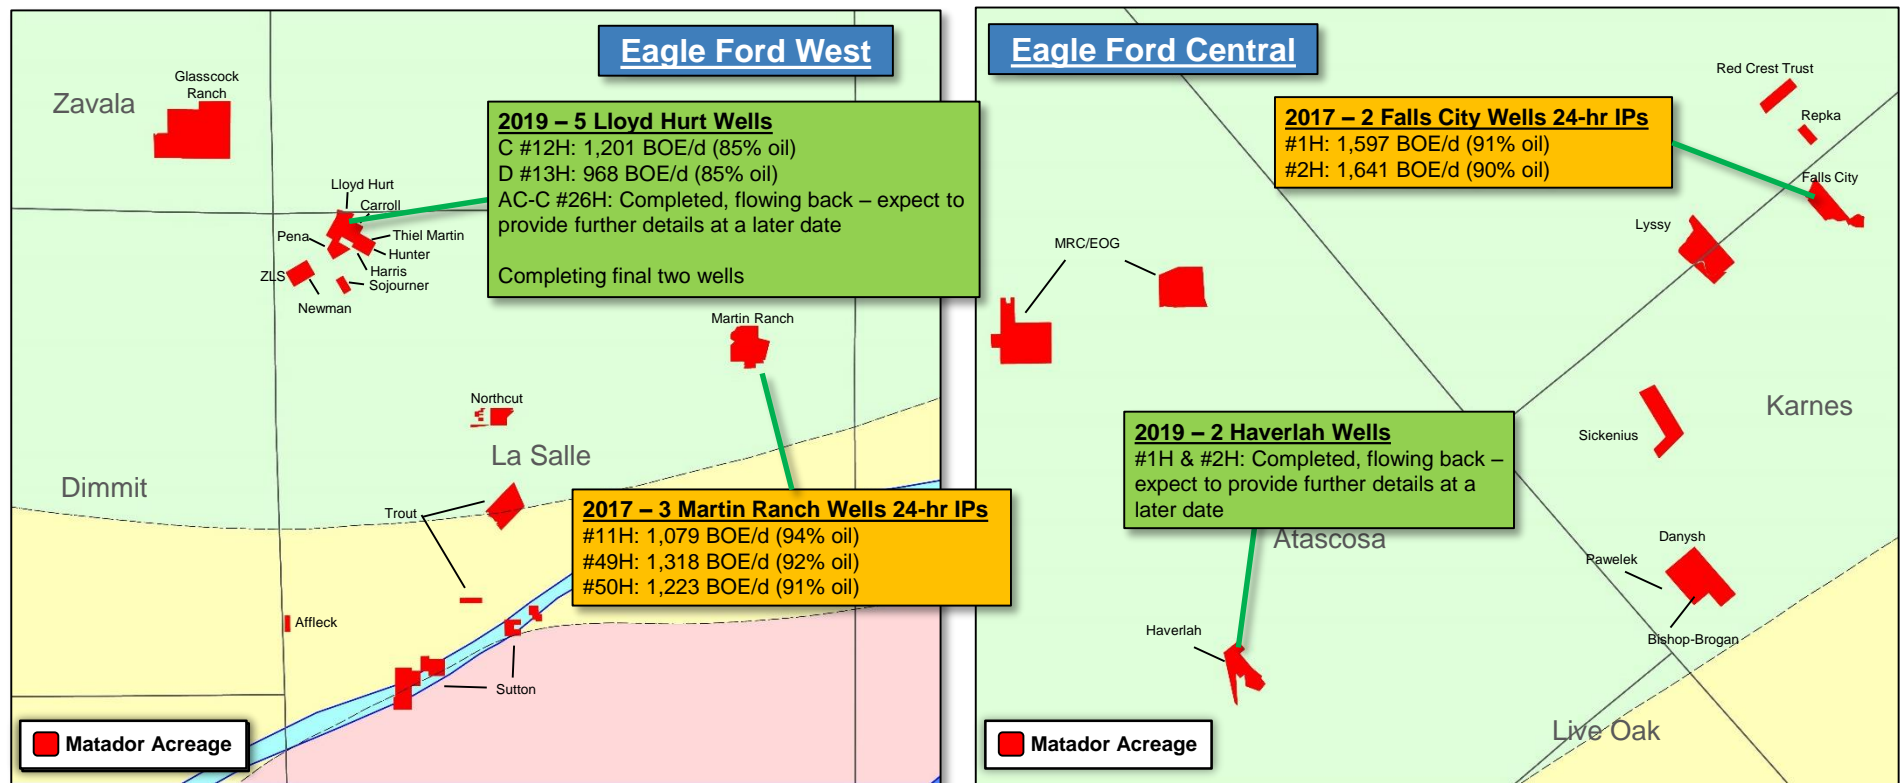 Eagle Ford West
Zavala
Glasscock
Ranch
2019 – 5 Lloyd Hurt Wells
C #12H: 1,201 BOE/d (85% oil)
D #13H: 968 BOE/d (85% oil)
AC-C #26H: Completed, flowing back – expect to
provide further details at a later date
Completing final two wells
Lloyd Hurt
Carroll
Pena
Thiel Martin
Hunter
Harris
ZLS
Sojourner
Newman
Martin Ranch
Northcut
La Salle
Dimmit
Trout
2017 – 3 Martin Ranch Wells 24-hr IPs
#11H: 1,079 BOE/d (94% oil)
#49H: 1,318 BOE/d (92% oil)
#50H: 1,223 BOE/d (91% oil)
Affleck
Sutton
Matador Acreage
Eagle Ford Central
Red Crest Trust
Repka
2017 – 2 Falls City Wells 24-hr IPs
#1H: 1,597 BOE/d (91% oil)
#2H: 1,641 BOE/d (90% oil)
Falls City
Lyssy
MRC/EOG
Karnes
Sickenius
2019 – 2 Haverlah Wells
#1H & #2H: Completed, flowing back –
expect to provide further details at a
later date
Atascosa
Danysh
Pawelek
Bishop-Brogan
Haverlah
Live Oak
Matador Acreage